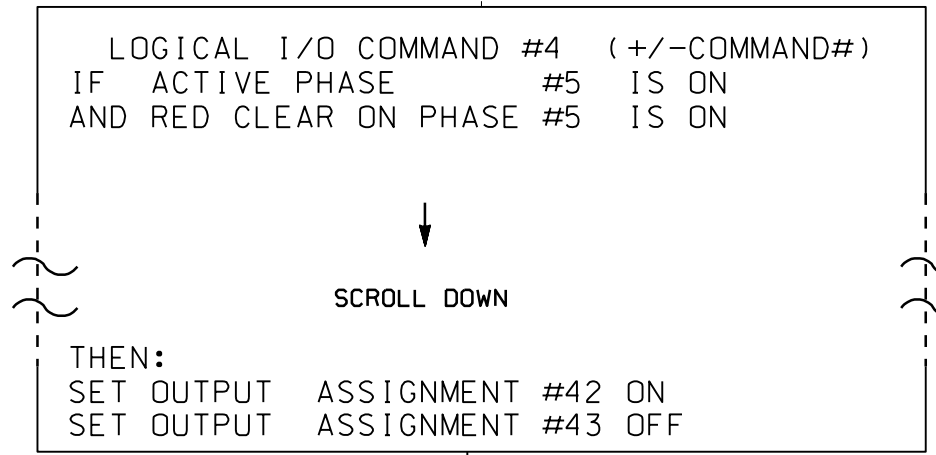 LOGICAL I/O COMMAND #4 (+/-COMMAND#)
IF ACTIVE PHASE #5 IS ON
AND RED CLEAR ON PHASE #5 IS ON
SCROLL DOWN
THEN:
SET OUTPUT ASSIGNMENT #42 ON
SET OUTPUT ASSIGNMENT #43 OFF